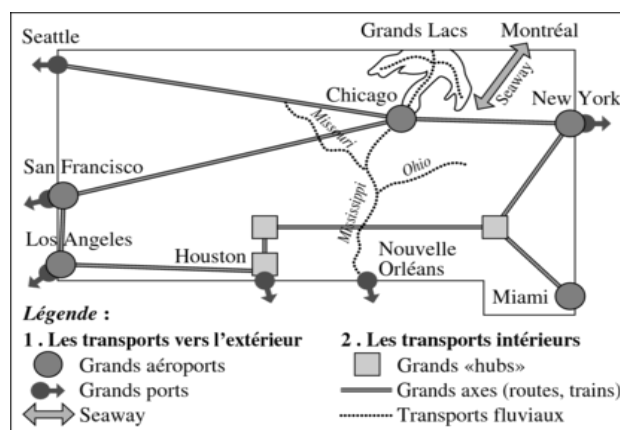 Grands Lacs
Montréal
Seattle
Seaway
Chicago
New York
Missouri
Ohio
San Francisco
Mississippi
Los Angeles
Houston
Nouvelle
Orléans
Miami
Légende :
1 . Les transports vers l'extérieur
Grands aéroports
Grands ports
Seaway
2 . Les transports intérieurs
Grands «hubs»
Grands axes (routes, trains)
Transports fluviaux